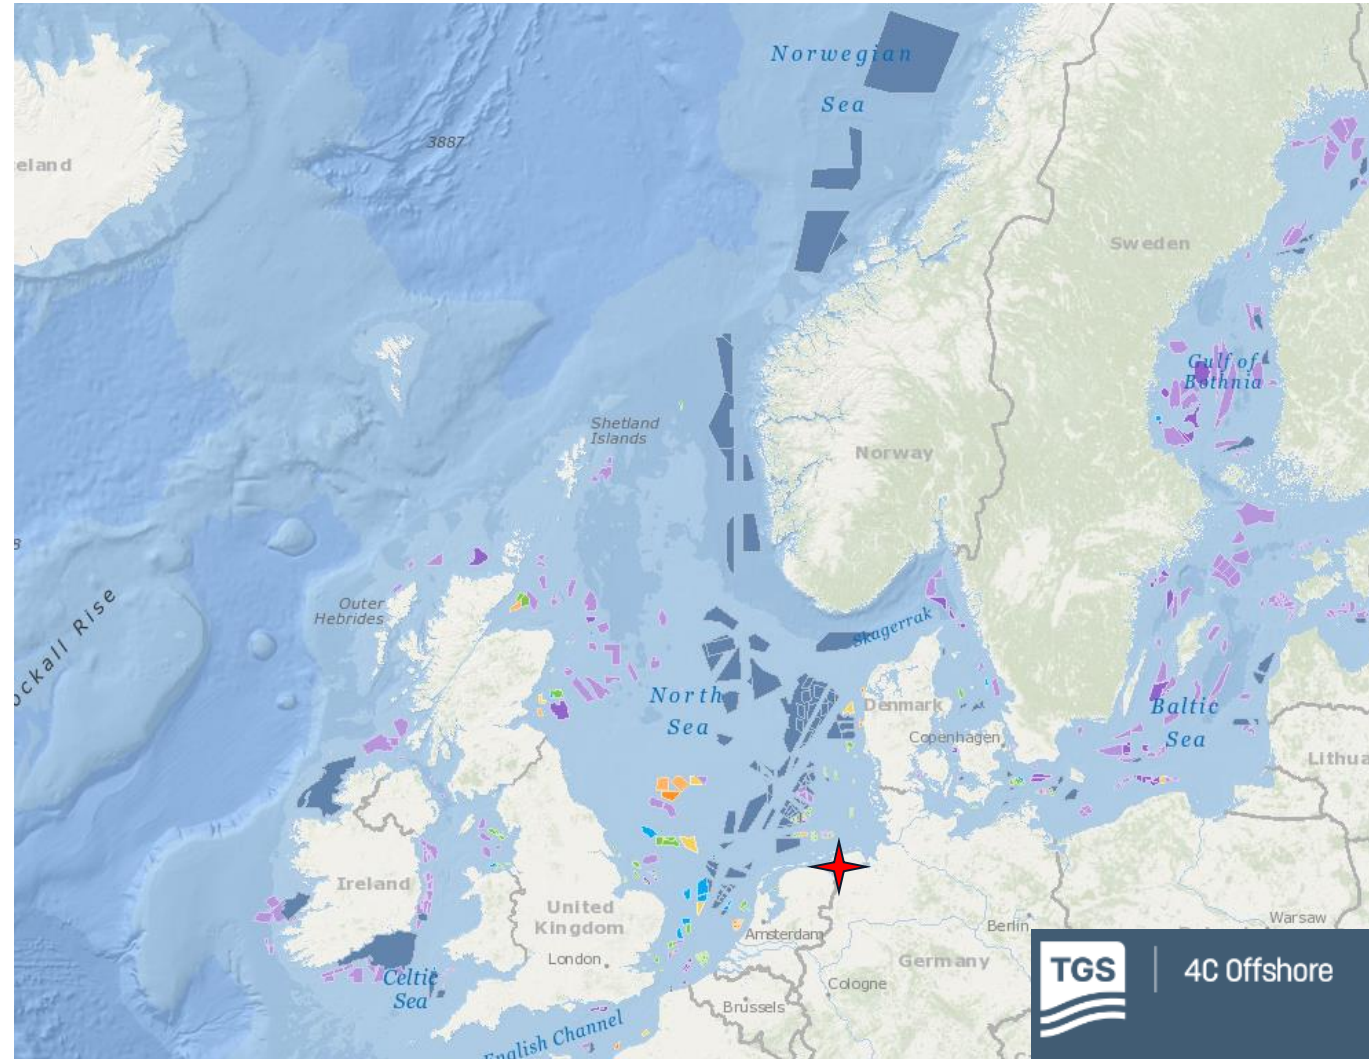 Norwegian
Sea
3887
eland
Sweden
Gulf of
Bothnia
Shetland
Islands
Norway
8
Outer
Hebrides
ockall Rise
Skagerrak
North
Sea
Denmark
Copenhagen
Baltic
Sea
Lithua
Ireland
United
Kingdom
Amsterdam
Berlin
Warsaw
London
Germany
Celtic
Sea
Cologne
Brussels
English Channel
TGS
4C Offshore